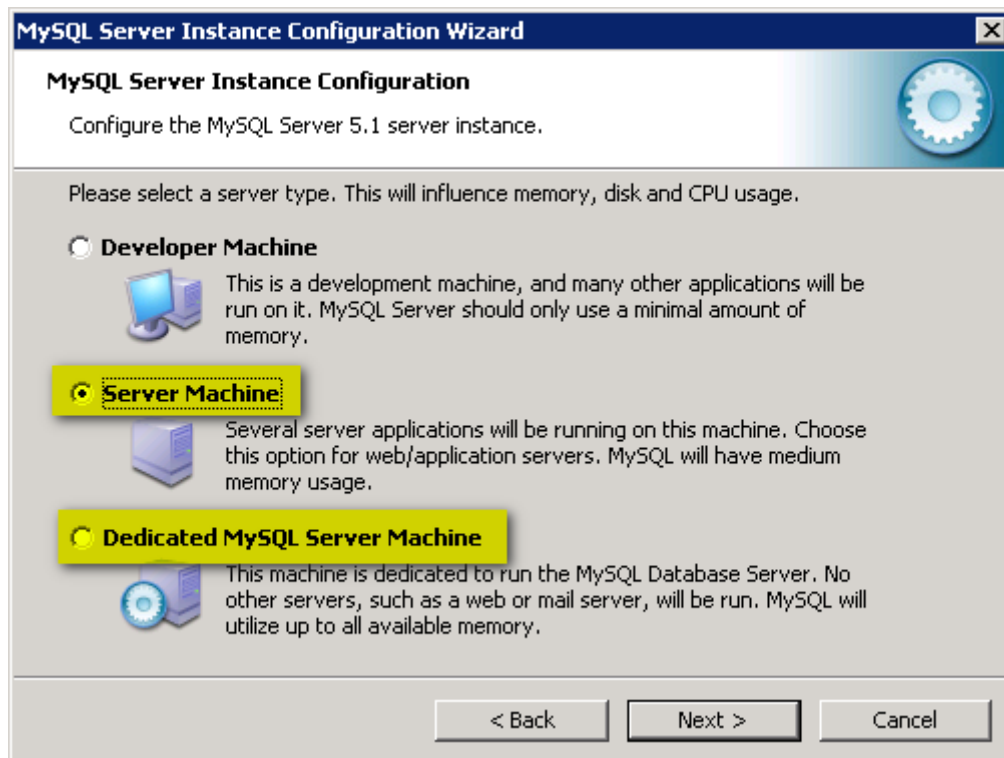 MySQL Server Instance Configuration Wizard
MySQL Server Instance Configuration
Configure the MySQL Server 5.1 server instance.
Please select a server type. This will influence memory, disk and CPU usage.
Developer Machine
This is a development machine, and many other applications will be
run on it. MySQL Server should only use a minimal amount of
memory.
Server Machine
Several server applications will be running on this machine. Choose
this option for web/application servers. MySQL will have medium
memory usage.
Dedicated MySQL Server Machine
This machine is dedicated to run the MySQL Database Server. No
other servers, such as a web or mail server, will be run. MySQL will
utilize up to all available memory.
< Back
Next >
Cancel